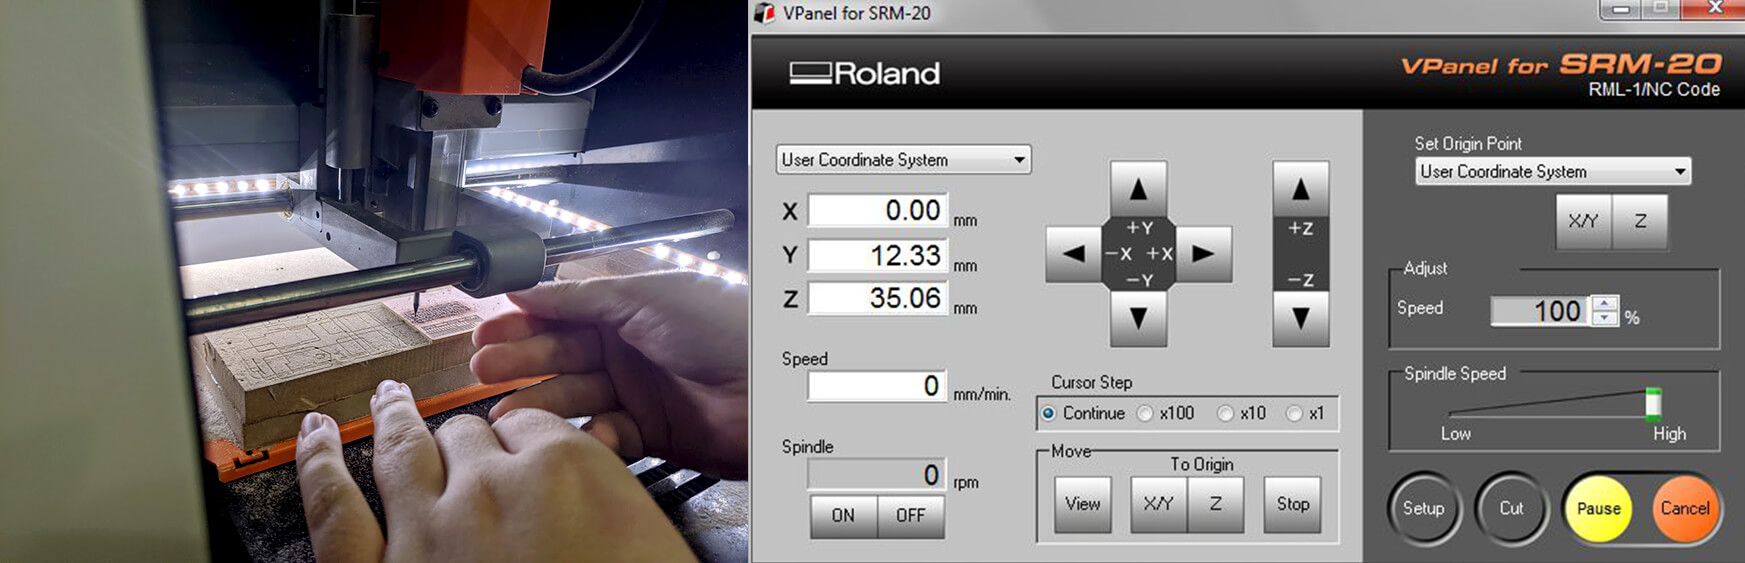 VPanel for SRM-20
Roland
VPanel for SRM-20
RML-1/NC Code
User Coordinate System
X 0.00 mm
Y 12.33 mm
Z 35.06 mm
Speed
0 mm/min.
Spindle
0 rpm
ON OFF
+Y
-X +X
-Y
+Z
-Z
Cursor Step
Continue x100 x10 x1
Move
To Origin
View X/Y Z Stop
Set Origin Point
User Coordinate System
X/Y Z
Adjust
Speed 100 %
Spindle Speed
Low High
Setup Cut Pause Cancel